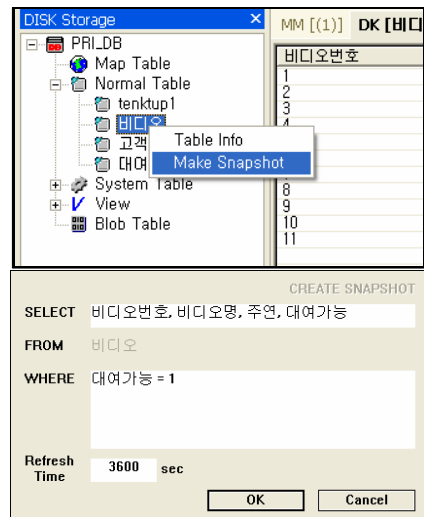 DISK Storage ×
MM [(1)] DK [비디
PRI_DB
Map Table
Normal Table
tenktup1
비디오
고객
대여
System Table
View
Blob Table
Table Info
Make Snapshot
비디오번호
1
2
3
4
8
9
10
11
CREATE SNAPSHOT
SELECT 비디오번호, 비디오명, 주연, 대여가능
FROM 비디오
WHERE 대여가능 = 1
Refresh Time 3600 sec
OK Cancel